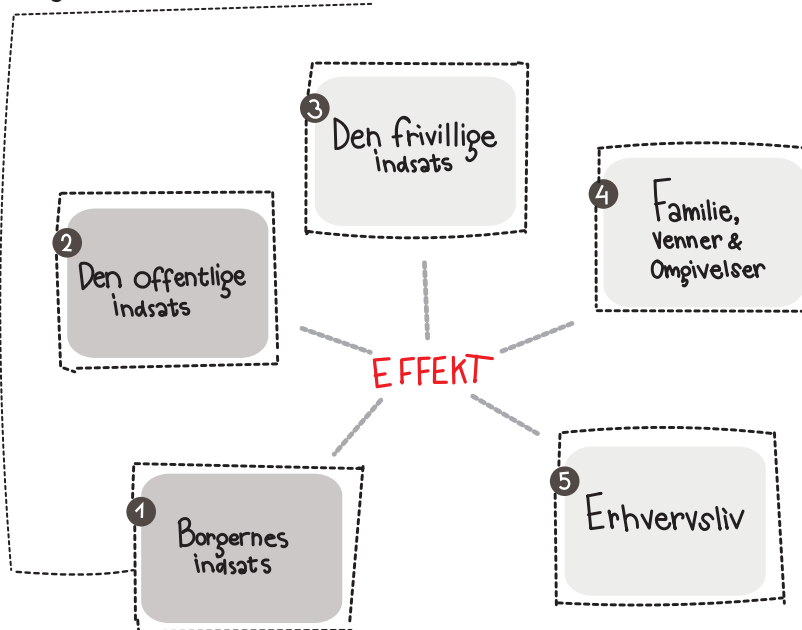 3
Den frivillige
indsats
4
Familie,
Venner &
Omgivelser
2
Den offentlige
indsats
EFFEKT
1
Borgernes
indsats
5
Erhvervsliv